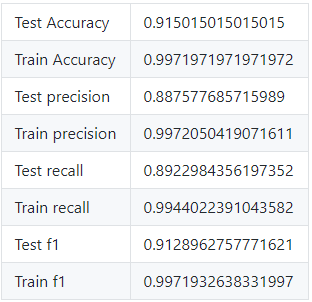 Test Accuracy 0.915015015015015
Train Accuracy 0.9971971971971972
Test precision 0.887577685715989
Train precision 0.9972050419071611
Test recall 0.8922984356197352
Train recall 0.9944022391043582
Test f1 0.9128962757771621
Train f1 0.9971932638331997